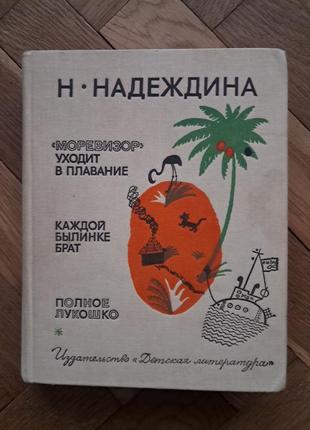 Н·НАДЕЖДИНА
«МОРЕВИЗОР»
УХОДИТ
В ПЛАВАНИЕ
КАЖДОЙ
БЫЛИНКЕ
БРАТ
ПОЛНОЕ
ЛУКОШКО
Издательство «Детская литература»